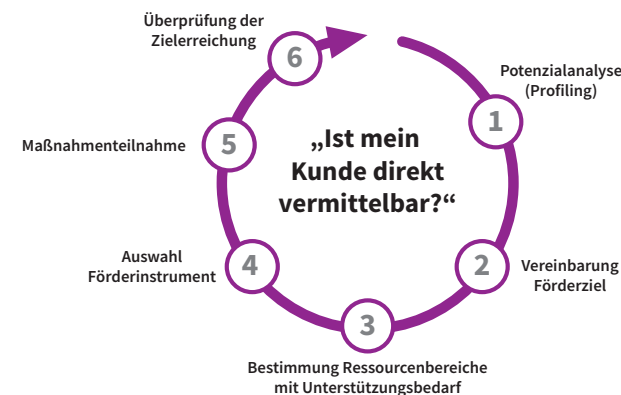 „Ist mein
Kunde direkt
vermittelbar?“
1
Potenzialanalyse
(Profiling)
2
Vereinbarung
Förderziel
3
Bestimmung Ressourcenbereiche
mit Unterstützungsbedarf
4
Auswahl
Förderinstrument
5
Maßnahmenteilnahme
6
Überprüfung der
Zielerreichung